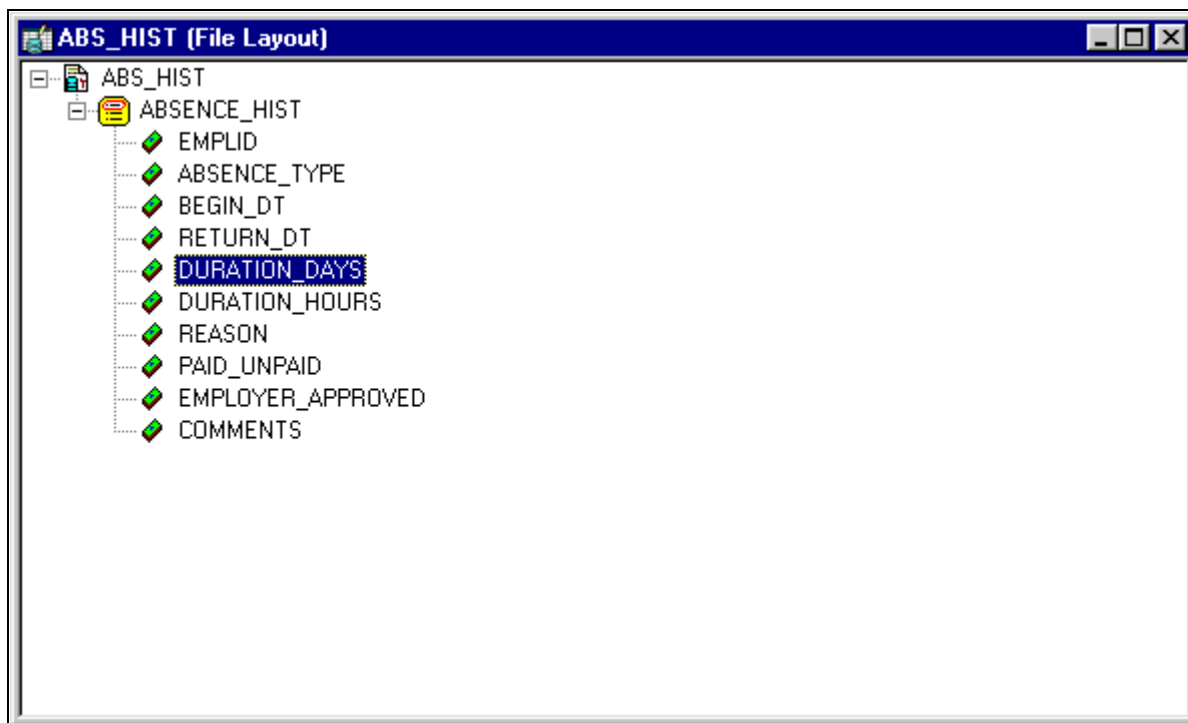 ABS_HIST (File Layout)
ABS_HIST
ABSENCE_HIST
EMPLID
ABSENCE_TYPE
BEGIN_DT
RETURN_DT
DURATION_DAYS
DURATION_HOURS
REASON
PAID_UNPAID
EMPLOYER_APPROVED
COMMENTS